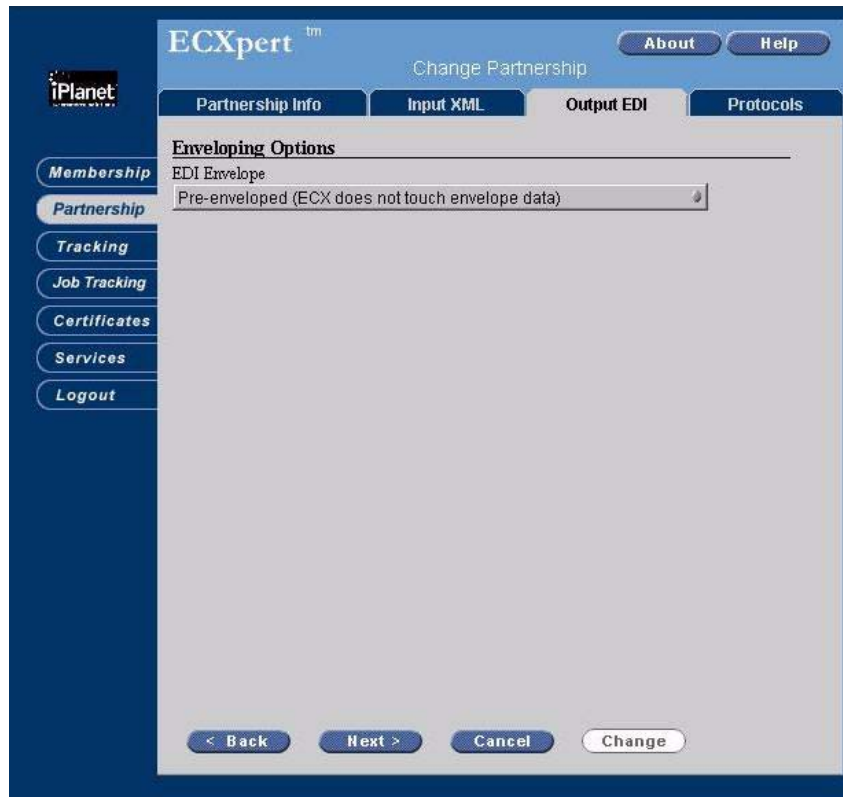 ECXpert tm
About
Help
Change Partnership
iPlanet
Partnership Info
Input XML
Output EDI
Protocols
Enveloping Options
EDI Envelope
Pre-enveloped (ECX does not touch envelope data)
Membership
Partnership
Tracking
Job Tracking
Certificates
Services
Logout
< Back
Next >
Cancel
Change